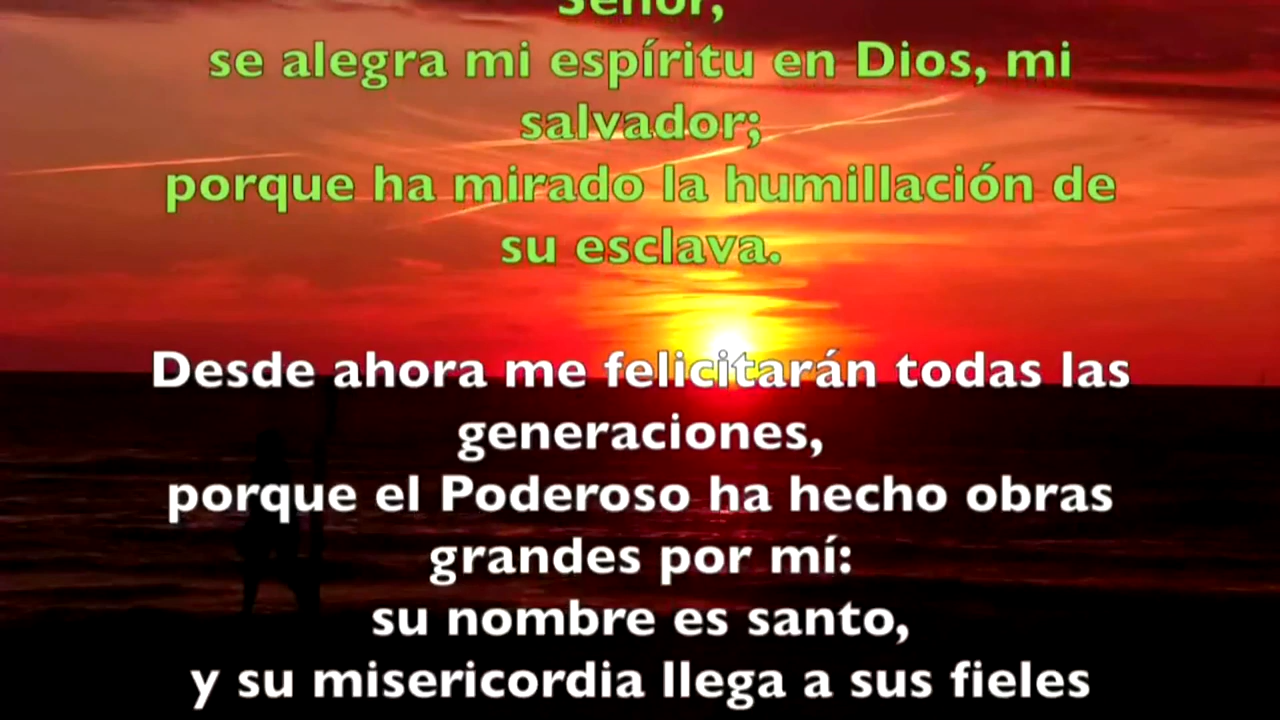 Señor,
se alegra mi espíritu en Dios, mi
salvador;
porque ha mirado la humillación de
su esclava.
Desde ahora me felicitarán todas las
generaciones,
porque el Poderoso ha hecho obras
grandes por mí:
su nombre es santo,
y su misericordia llega a sus fieles